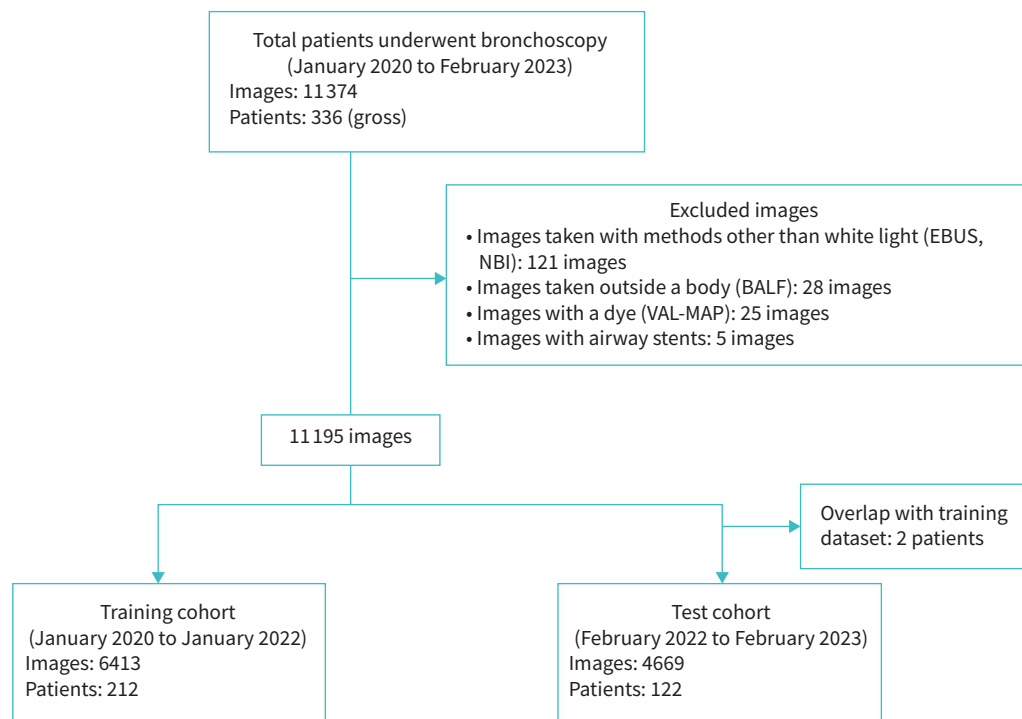 Total patients underwent bronchoscopy
(January 2020 to February 2023)
Images: 11 374
Patients: 336 (gross)
Excluded images
• Images taken with methods other than white light (EBUS,
NBI): 121 images
• Images taken outside a body (BALF): 28 images
• Images with a dye (VAL-MAP): 25 images
• Images with airway stents: 5 images
11 195 images
Overlap with training
dataset: 2 patients
Training cohort
(January 2020 to January 2022)
Images: 6413
Patients: 212
Test cohort
(February 2022 to February 2023)
Images: 4669
Patients: 122